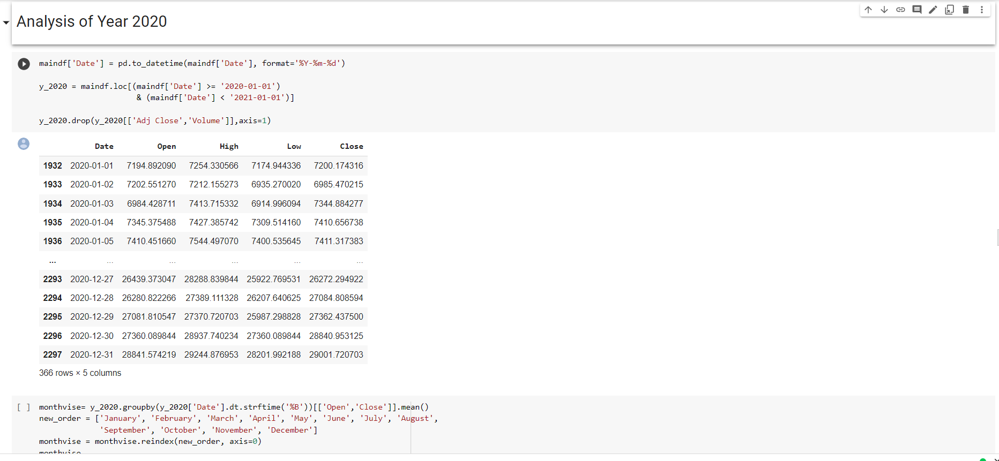 Analysis of Year 2020
maindf['Date'] = pd.to_datetime(maindf['Date'], format='%Y-%m-%d')
y_2020 = maindf.loc[(maindf['Date'] >= '2020-01-01')
& (maindf['Date'] < '2021-01-01')]
y_2020.drop(y_2020[['Adj Close','Volume']],axis=1)
Date Open High Low Close
1932 2020-01-01 7194.892090 7254.330566 7174.944336 7200.174316
1933 2020-01-02 7202.551270 7212.155273 6935.270020 6985.470215
1934 2020-01-03 6984.428711 7413.715332 6914.996094 7344.884277
1935 2020-01-04 7345.375488 7427.385742 7309.514160 7410.656738
1936 2020-01-05 7410.451660 7544.497070 7400.535645 7411.317383
... ... ... ... ... ...
2293 2020-12-27 26439.373047 28288.839844 25922.769531 26272.294922
2294 2020-12-28 26280.822266 27389.111328 26207.640625 27084.808594
2295 2020-12-29 27081.810547 27370.720703 25987.298828 27362.437500
2296 2020-12-30 27360.089844 28937.740234 27360.089844 28840.953125
2297 2020-12-31 28841.574219 29244.876953 28201.992188 29001.720703
366 rows × 5 columns
[ ] monthvise= y_2020.groupby(y_2020['Date'].dt.strftime('%B'))[['Open','Close']].mean()
new_order = ['January', 'February', 'March', 'April', 'May', 'June', 'July', 'August',
'September', 'October', 'November', 'December']
monthvise = monthvise.reindex(new_order, axis=0)
monthvise